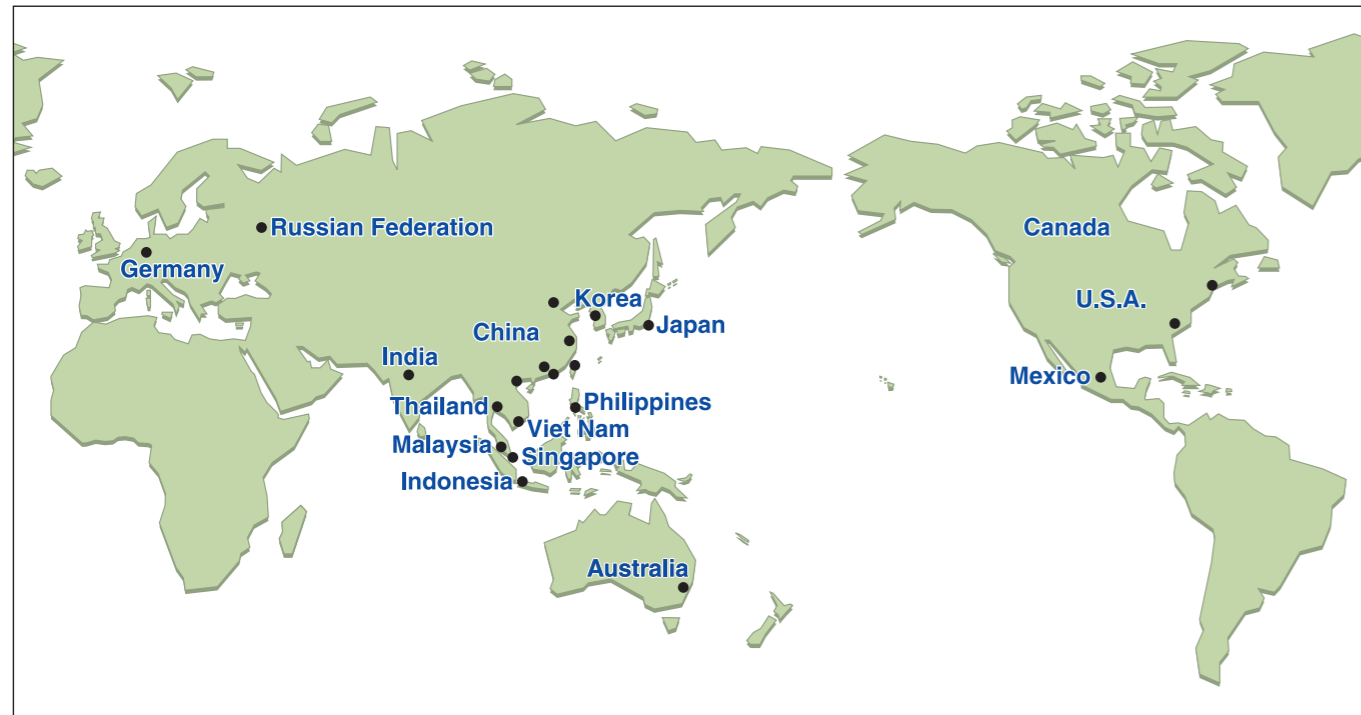 Russian Federation
Canada
Germany
Korea
U.S.A.
Japan
China
India
Mexico
Philippines
Thailand
Viet Nam
Malaysia
Singapore
Indonesia
Australia